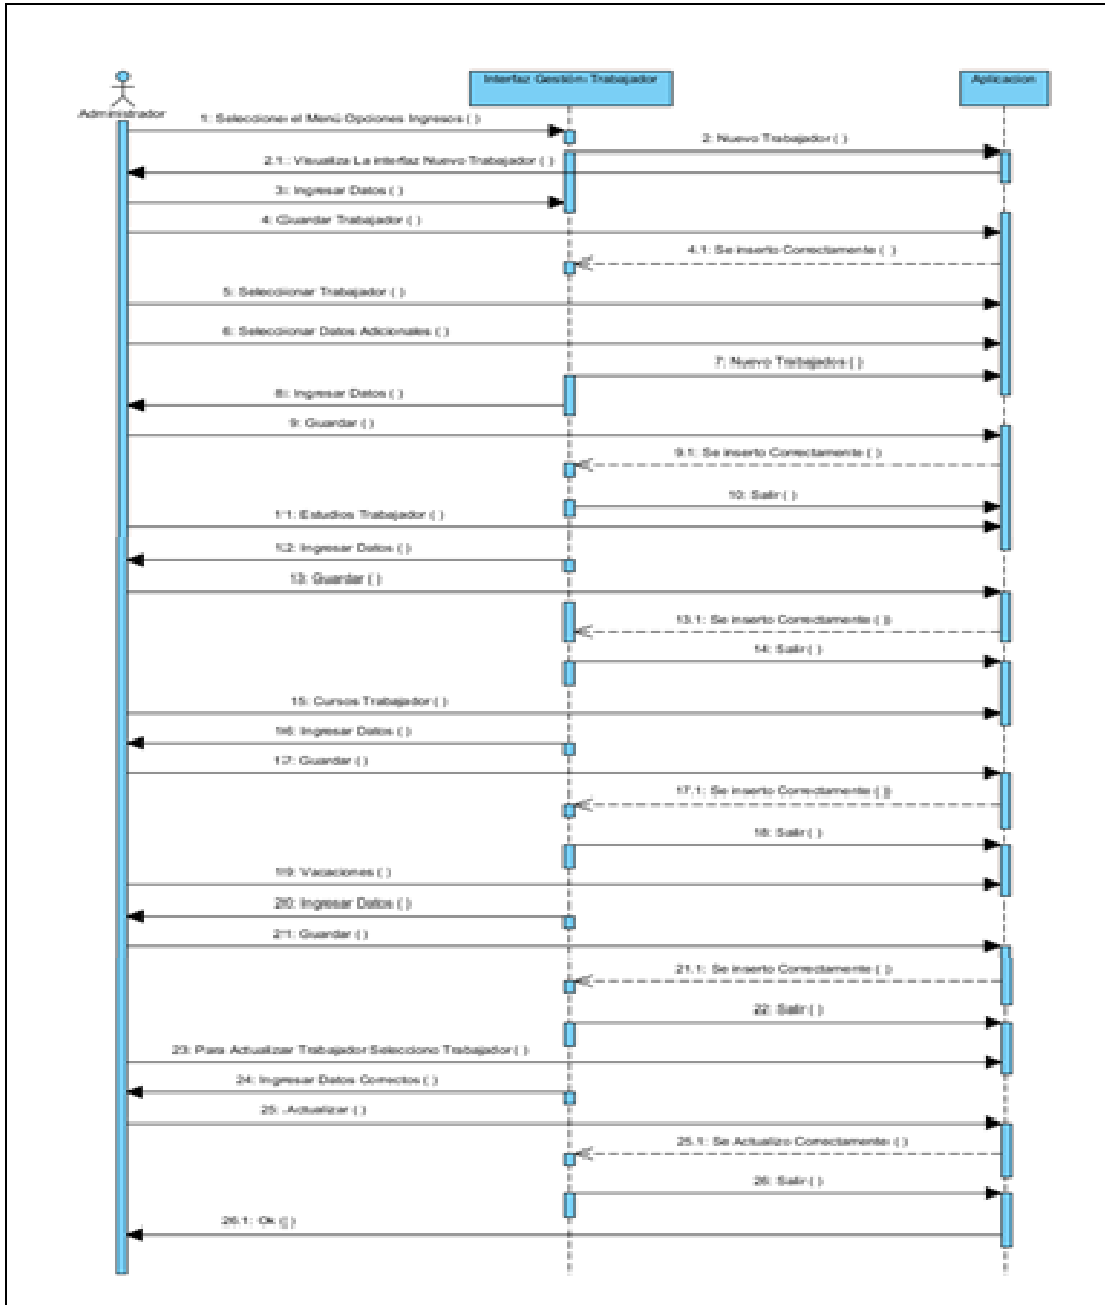 Interfaz Gestión Trabajador
Aplicacion
Administrador
1: Seleccione el Menú Opciones Ingresos ( )
2: Nuevo Trabajador ( )
2.1: Visualiza La interfaz Nuevo Trabajador ( )
3: Ingresar Datos ( )
4: Guardar Trabajador ( )
4.1: Se inserto Correctamente ( )
5: Seleccionar Trabajador ( )
6: Seleccionar Datos Adicionales ( )
7: Nuevo Trabajados ( )
8: Ingresar Datos ( )
9: Guardar ( )
9.1: Se inserto Correctamente ( )
10: Salir ( )
11: Estudios Trabajador ( )
12: Ingresar Datos ( )
13: Guardar ( )
13.1: Se inserto Correctamente ( )
14: Salir ( )
15: Cursos Trabajador ( )
16: Ingresar Datos ( )
17: Guardar ( )
17.1: Se inserto Correctamente ( )
18: Salir ( )
19: Vacaciones ( )
20: Ingresar Datos ( )
21: Guardar ( )
21.1: Se inserto Correctamente ( )
22: Salir ( )
23: Para Actualizar Trabajador Selecciono Trabajador ( )
24: Ingresar Datos Correctos ( )
25: Actualizar ( )
25.1: Se Actualizo Correctamente ( )
26: Salir ( )
26.1: Ok ( )